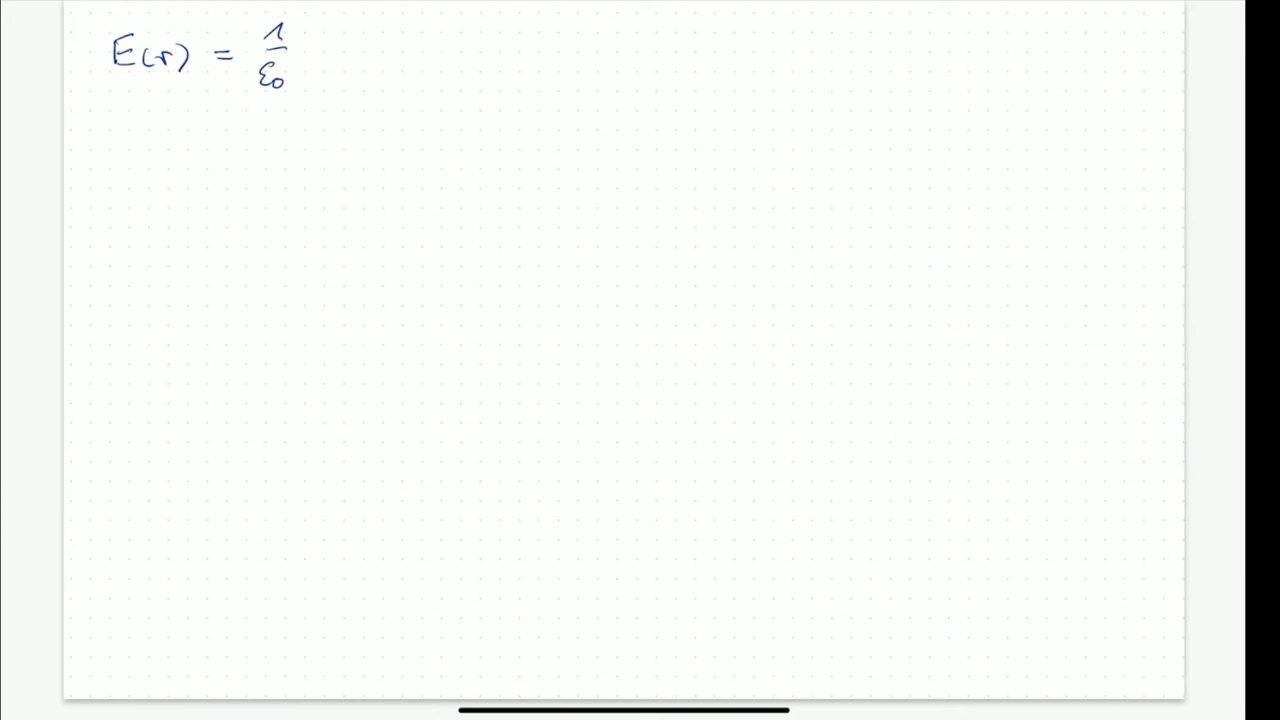 E(r) = 1/ε₀